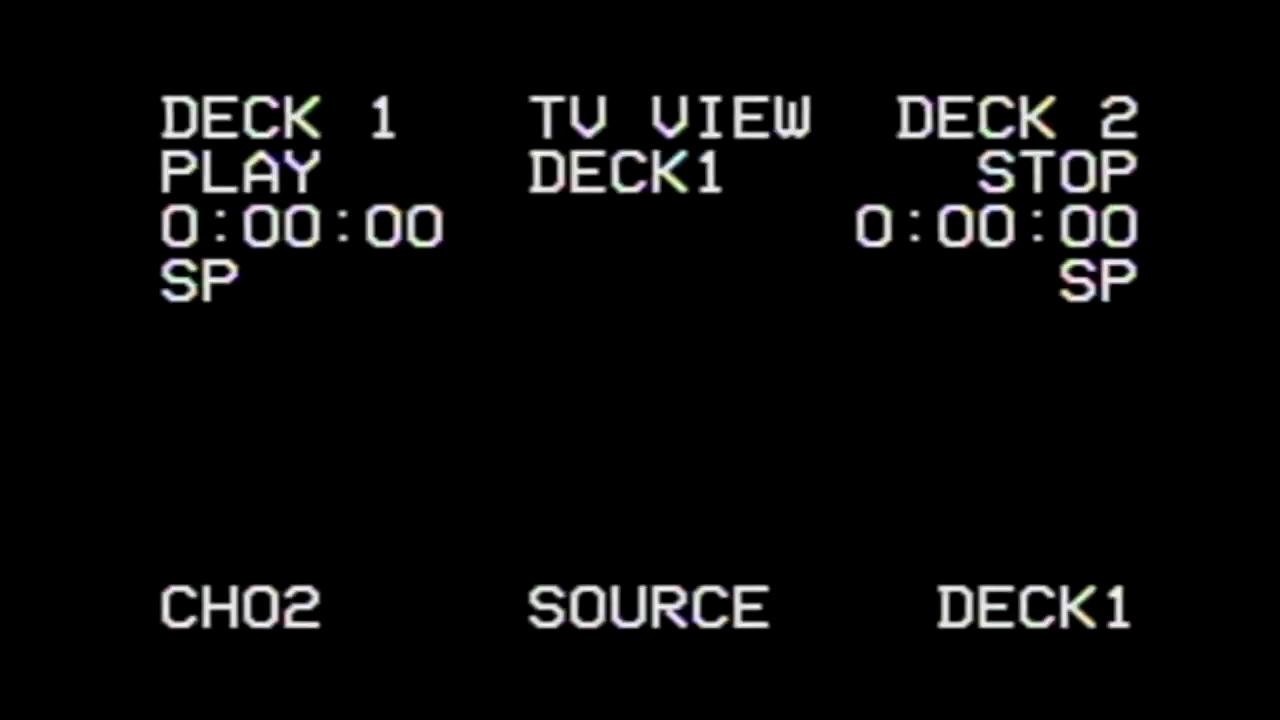 DECK 1 TV VIEW DECK 2
PLAY DECK1 STOP
0:00:00 0:00:00
SP SP
CH02 SOURCE DECK1